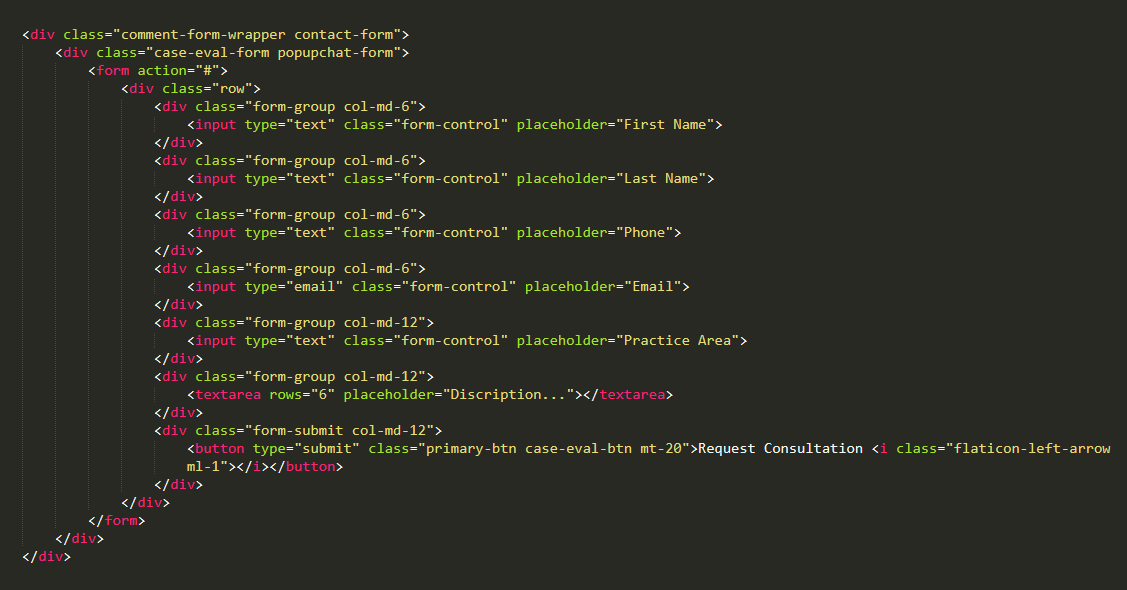 <div class="comment-form-wrapper contact-form">
    <div class="case-eval-form popupchat-form">
        <form action="#">
            <div class="row">
                <div class="form-group col-md-6">
                    <input type="text" class="form-control" placeholder="First Name">
                </div>
                <div class="form-group col-md-6">
                    <input type="text" class="form-control" placeholder="Last Name">
                </div>
                <div class="form-group col-md-6">
                    <input type="text" class="form-control" placeholder="Phone">
                </div>
                <div class="form-group col-md-6">
                    <input type="email" class="form-control" placeholder="Email">
                </div>
                <div class="form-group col-md-12">
                    <input type="text" class="form-control" placeholder="Practice Area">
                </div>
                <div class="form-group col-md-12">
                    <textarea rows="6" placeholder="Discription..."></textarea>
                </div>
                <div class="form-submit col-md-12">
                    <button type="submit" class="primary-btn case-eval-btn mt-20">Request Consultation <i class="flaticon-left-arrow
                    ml-1"></i></button>
                </div>
            </div>
        </form>
    </div>
</div>